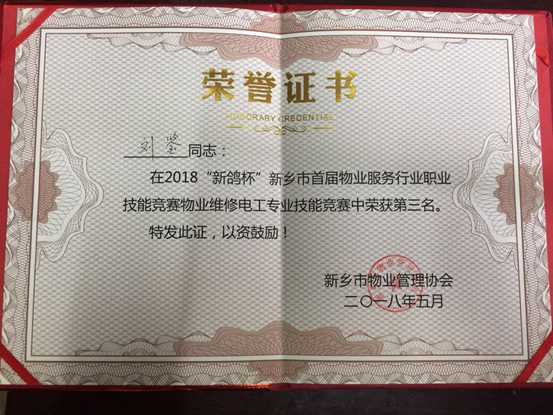 荣誉证书
HONORARY CREDENTIAL
刘鉴同志：
在2018“新鸽杯”新乡市首届物业服务行业职业
技能竞赛物业维修电工专业技能竞赛中荣获第三名。
特发此证，以资鼓励！
新乡市物业管理协会
二〇一八年五月